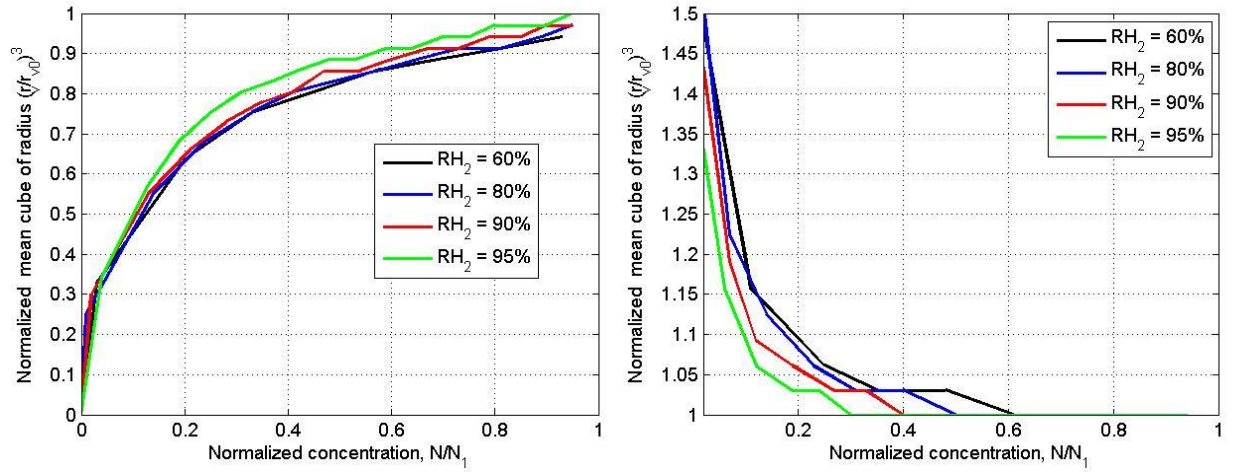 1
0.9
0.8
0.7
0.6
0.5
0.4
0.3
0.2
0.1
0
0
0.2
0.4
0.6
0.8
1
Normalized mean cube of radius (r_v/r_v0)^3
Normalized concentration, N/N_1
RH_2 = 60%
RH_2 = 80%
RH_2 = 90%
RH_2 = 95%
1.5
1.45
1.4
1.35
1.3
1.25
1.2
1.15
1.1
1.05
1
0.2
0.4
0.6
0.8
1
Normalized mean cube of radius (r_v/r_v0)^3
Normalized concentration, N/N_1
RH_2 = 60%
RH_2 = 80%
RH_2 = 90%
RH_2 = 95%